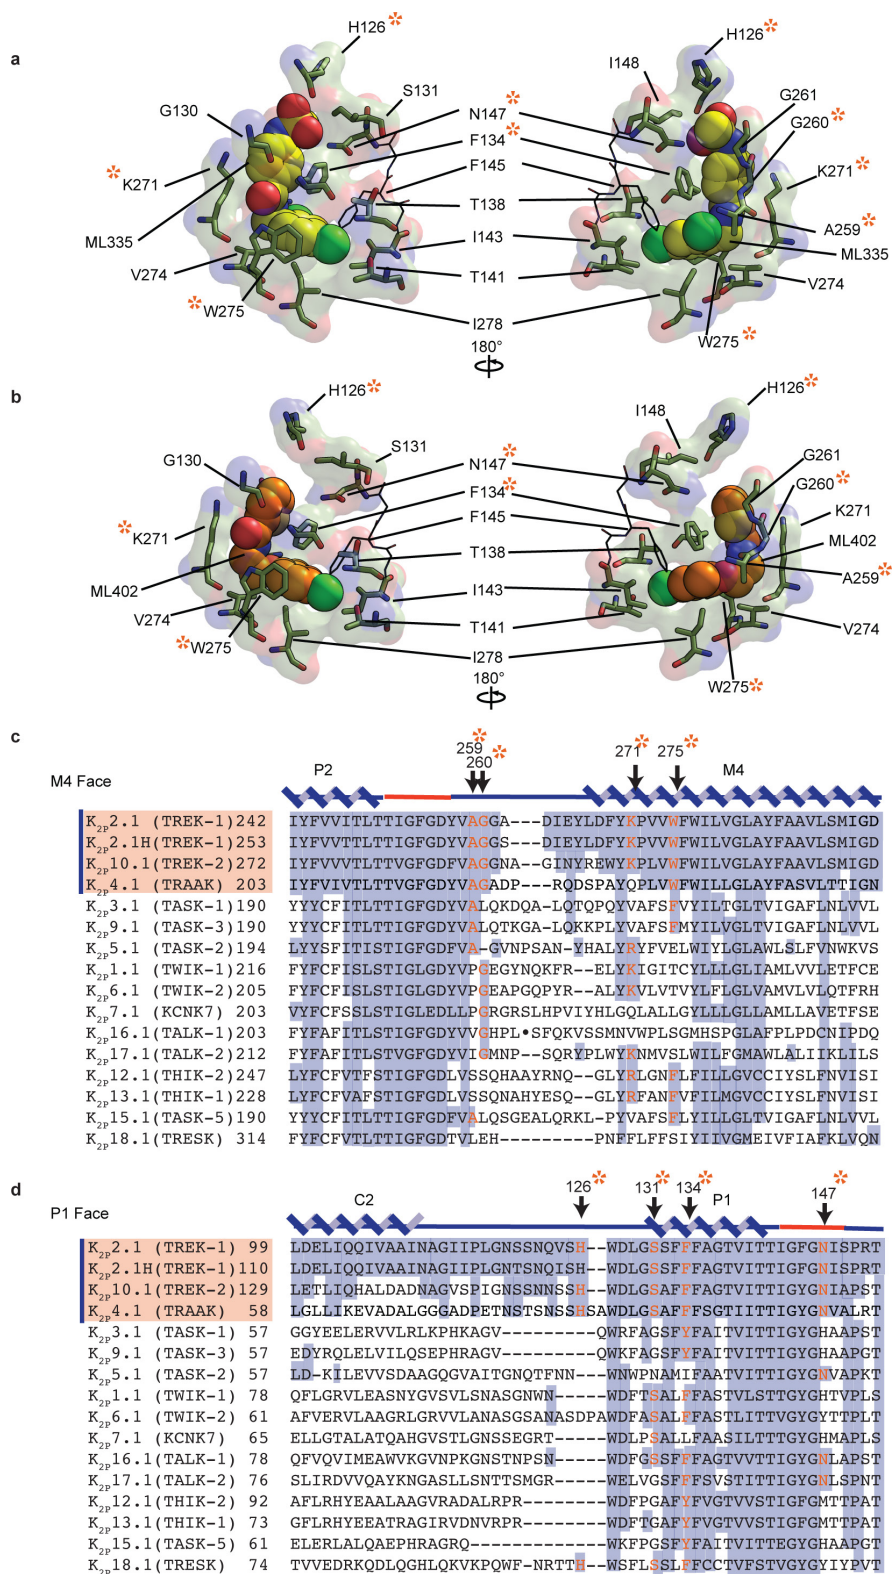 a
H126*
G130
S131
N147*
F134*
*K271
F145
T138
ML335
I143
V274
T141
*W275
I278
180°
H126*
I148
G261
G260*
K271*
A259*
ML335
V274
W275*
b
H126*
G130
S131
N147*
F134*
*K271
F145
T138
ML402
I143
V274
T141
*W275
I278
180°
H126*
I148
G261
G260*
K271
ML402
A259*
V274
W275*
c
M4 Face
P2
259*
260*
271*
275*
M4
K2P2.1 (TREK-1)242 IYFVVITLTTIGFGDYVAGGA---DIEYLDFYKPVVWFWILVGLAYFAAVLSMIGD
K2P2.1H(TREK-1)253 IYFVVITLTTIGFGDYVAGGA---DIEYLDFYKPVVWFWILVGLAYFAAVLSMIGD
K2P10.1(TREK-2)272 IYFVVTTLTTVGFGDFVAGGNA-GINYREWYKPLVWFWILVGLAYFAAVLSMIGD
K2P4.1 (TRAAK) 203 IYFVIVTLTTVGFGDYVAGADP---RQDSPAYQPLVWFWILLGLAYFASVLTTIGN
K2P3.1 (TASK-1)190 YYYCFITLTTIGFGDYVALQKDQA-LQTQPQYVAFSFVYILTGLTVIGAFLNLVVL
K2P9.1 (TASK-3)190 YYYCFITLTTIGFGDYVALQTKGA-LQKKPLYVAFSFMYILVGLTVIGAFLNLVVL
K2P5.1 (TASK-2)194 LYYSFITISTIGFGDFVA-GVNPSAN-YHALYRYFVELWIYLGLAWLSLFVNWKVS
K2P1.1 (TWIK-1)216 FYFCFISLSTIGLGDYVPGEGYNQKFR--ELYKIGITCYLLLGLIAMLVVLETFCE
K2P6.1 (TWIK-2)205 FYFCFISLSTIGLGDYVPGEAPGQPYR--ALYKVLVTVYLFLGLVAMVLVLQTFRH
K2P7.1 (KCNK7) 203 VYFCFSSLSTIGLEDLLPGRGRSLHPVIYHLGQLALLGYLLLGLLAMLLAVETFSE
K2P16.1(TALK-1)203 FYFAFITLSTIGFGDYVVGTDPL•SFQKVSSMNVWPLSGMHSPGLAFPLPDCNIPDQ
K2P17.1(TALK-2)212 FYFAFITLSTVGFGDYVIGMNP--SQRYPLWYKNMVSLWILFGMAWLALIIKLILS
K2P12.1(THIK-2)247 LYFCFVTFSTIGFGDLVSSQHAAYRNQ--GLYRLGNFLFILLGVCCIYSLFNVISI
K2P13.1(THIK-1)228 LYFCFVAFSTIGFGDLVSSQNAHYESQ--GLYRFANFVFILMGVCCIYSLFNVISI
K2P15.1(TASK-5)190 YYYCFITLTTIGFGDFVALQSGEALQRKL-PYVAFSFLYILLGLTVIGAFLNLVVL
K2P18.1(TRESK) 314 FYFCFVTLTTIGFGDTVLEH----------PNFFLFFSIYIIVGMEIVFIAFKLVQN
d
P1 Face
C2
126*
131*
134*
147*
P1
K2P2.1 (TREK-1) 99 LDELIQQIVAAINAGIIPLGNSSNQVSH--WDLGSSFFFAGTVITTIGFGNISPRT
K2P2.1H(TREK-1)110 LDELIQQIVAAINAGIIPLGNTSNQISH--WDLGSSFFFAGTVITTIGFGNISPRT
K2P10.1(TREK-2)129 LETLIQHALDADNAGVSPIGNSSNNSSH--WDLGSAFFFAGTVITTIGYGNIAPST
K2P4.1 (TRAAK) 58 LGLLIKEVADALGGGADPETNSTSNSSHSAWDLGSAFFFSGTIITTIGYGNVALRT
K2P3.1 (TASK-1) 57 GGYEELERVVLRLKPHKAGV---------QWRFAGSFYFAITVITTIGYGHAAPST
K2P9.1 (TASK-3) 57 EDYRQLELVILQSEPHRAGV---------QWKFAGSFYFAITVITTIGYGHAAPGT
K2P5.1 (TASK-2) 57 LD-KILEVVSDAAGQGVAITGNQTFNN--WNWPNAMIFAATVITTIGYGNVAPKT
K2P1.1 (TWIK-1) 78 QFLGRVLEASNYGVSVLSNASGNWN----WDFTSALFFASTVLSTTGYGHTVPLS
K2P6.1 (TWIK-2) 61 AFVERVLAAGRLGRVVLANASGSANASDPAWDFASALFFASTLITTVGYGYTTPLT
K2P7.1 (KCNK7) 65 ELLGTALATQAHGVSTLGNSSEGRT----WDLPSALLFAASILTTTGYGHMAPLS
K2P16.1(TALK-1) 78 QFVQVIMEAWVKGVNPKGNSTNPSN----WDFGSSFFFAGTVVTTIGYGNLAPST
K2P17.1(TALK-2) 76 SLIRDVVQAYKNGASLLSNTTSMGR----WELVGSFFFSVSTITTIGYGNLSPNT
K2P12.1(THIK-2) 92 AFLRHYEAALAAGVRADALRPR-------WDFPGAFYFVGTVVSTIGFGMTTPAT
K2P13.1(THIK-1) 73 GFLRHYEEATRAGIRVDNVRPR-------WDFTGAFYFVGTVVSTIGFGMTTPAT
K2P15.1(TASK-5) 61 ELERLALQAEPHRAGRQ------------WKFPGSFYFAITVITTEGYGHAAPGT
K2P18.1(TRESK) 74 TVVEDRKQDLQGHLQKVKPQWF-NRTTH--WSFLSSLFFCCTVFSTVGYGYIYPVT